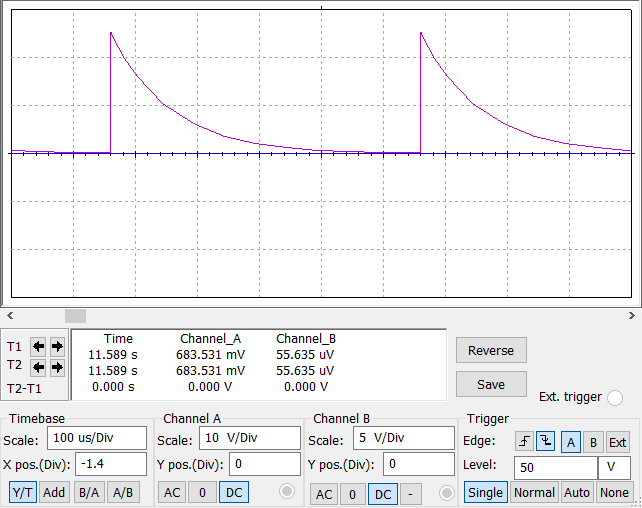 Time Channel_A Channel_B
T1 11.589 s 683.531 mV 55.635 uV
T2 11.589 s 683.531 mV 55.635 uV
T2-T1 0.000 s 0.000 V 0.000 V
Reverse
Save
Ext. trigger
Timebase
Scale: 100 us/Div
X pos.(Div): -1.4
Y/T Add B/A A/B
Channel A
Scale: 10 V/Div
Y pos.(Div): 0
AC 0 DC
Channel B
Scale: 5 V/Div
Y pos.(Div): 0
AC 0 DC -
Trigger
Edge: A B Ext
Level: 50 V
Single Normal Auto None